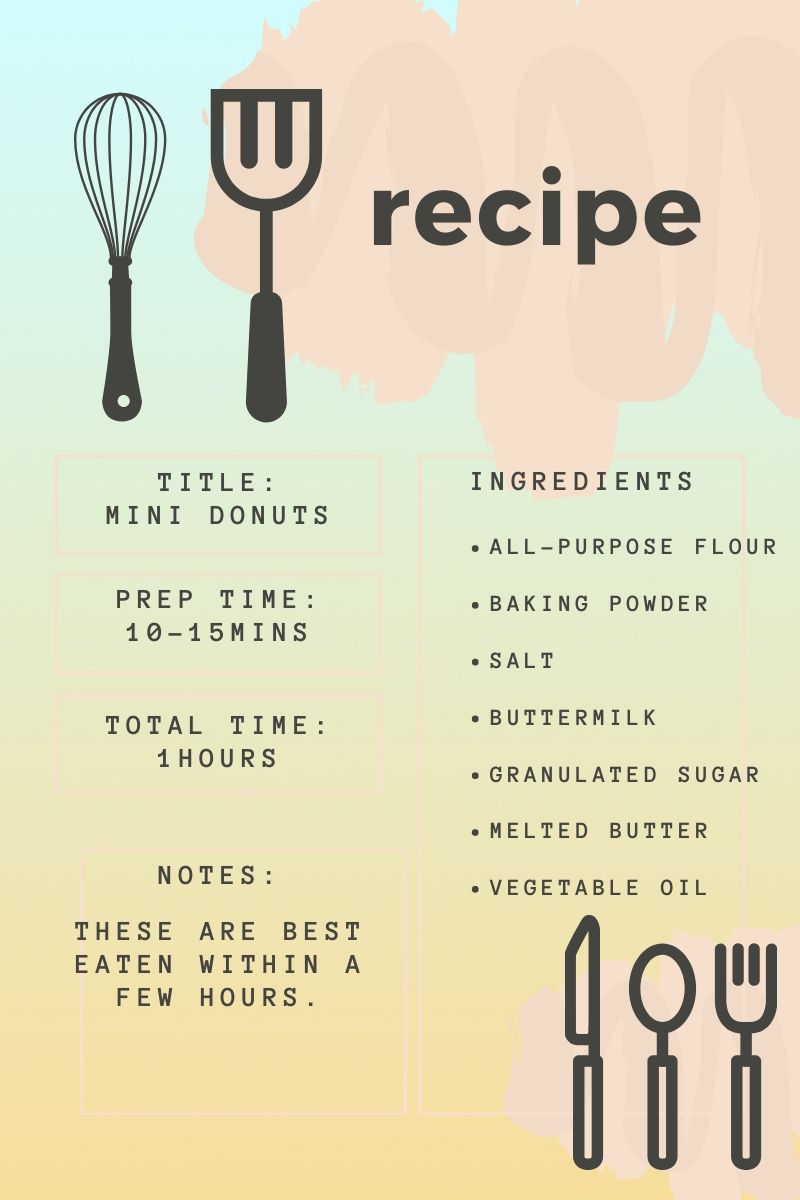 recipe
TITLE:
MINI DONUTS
PREP TIME:
10-15MINS
TOTAL TIME:
1HOURS
NOTES:
THESE ARE BEST
EATEN WITHIN A
FEW HOURS.
INGREDIENTS
• ALL-PURPOSE FLOUR
• BAKING POWDER
• SALT
• BUTTERMILK
• GRANULATED SUGAR
• MELTED BUTTER
• VEGETABLE OIL